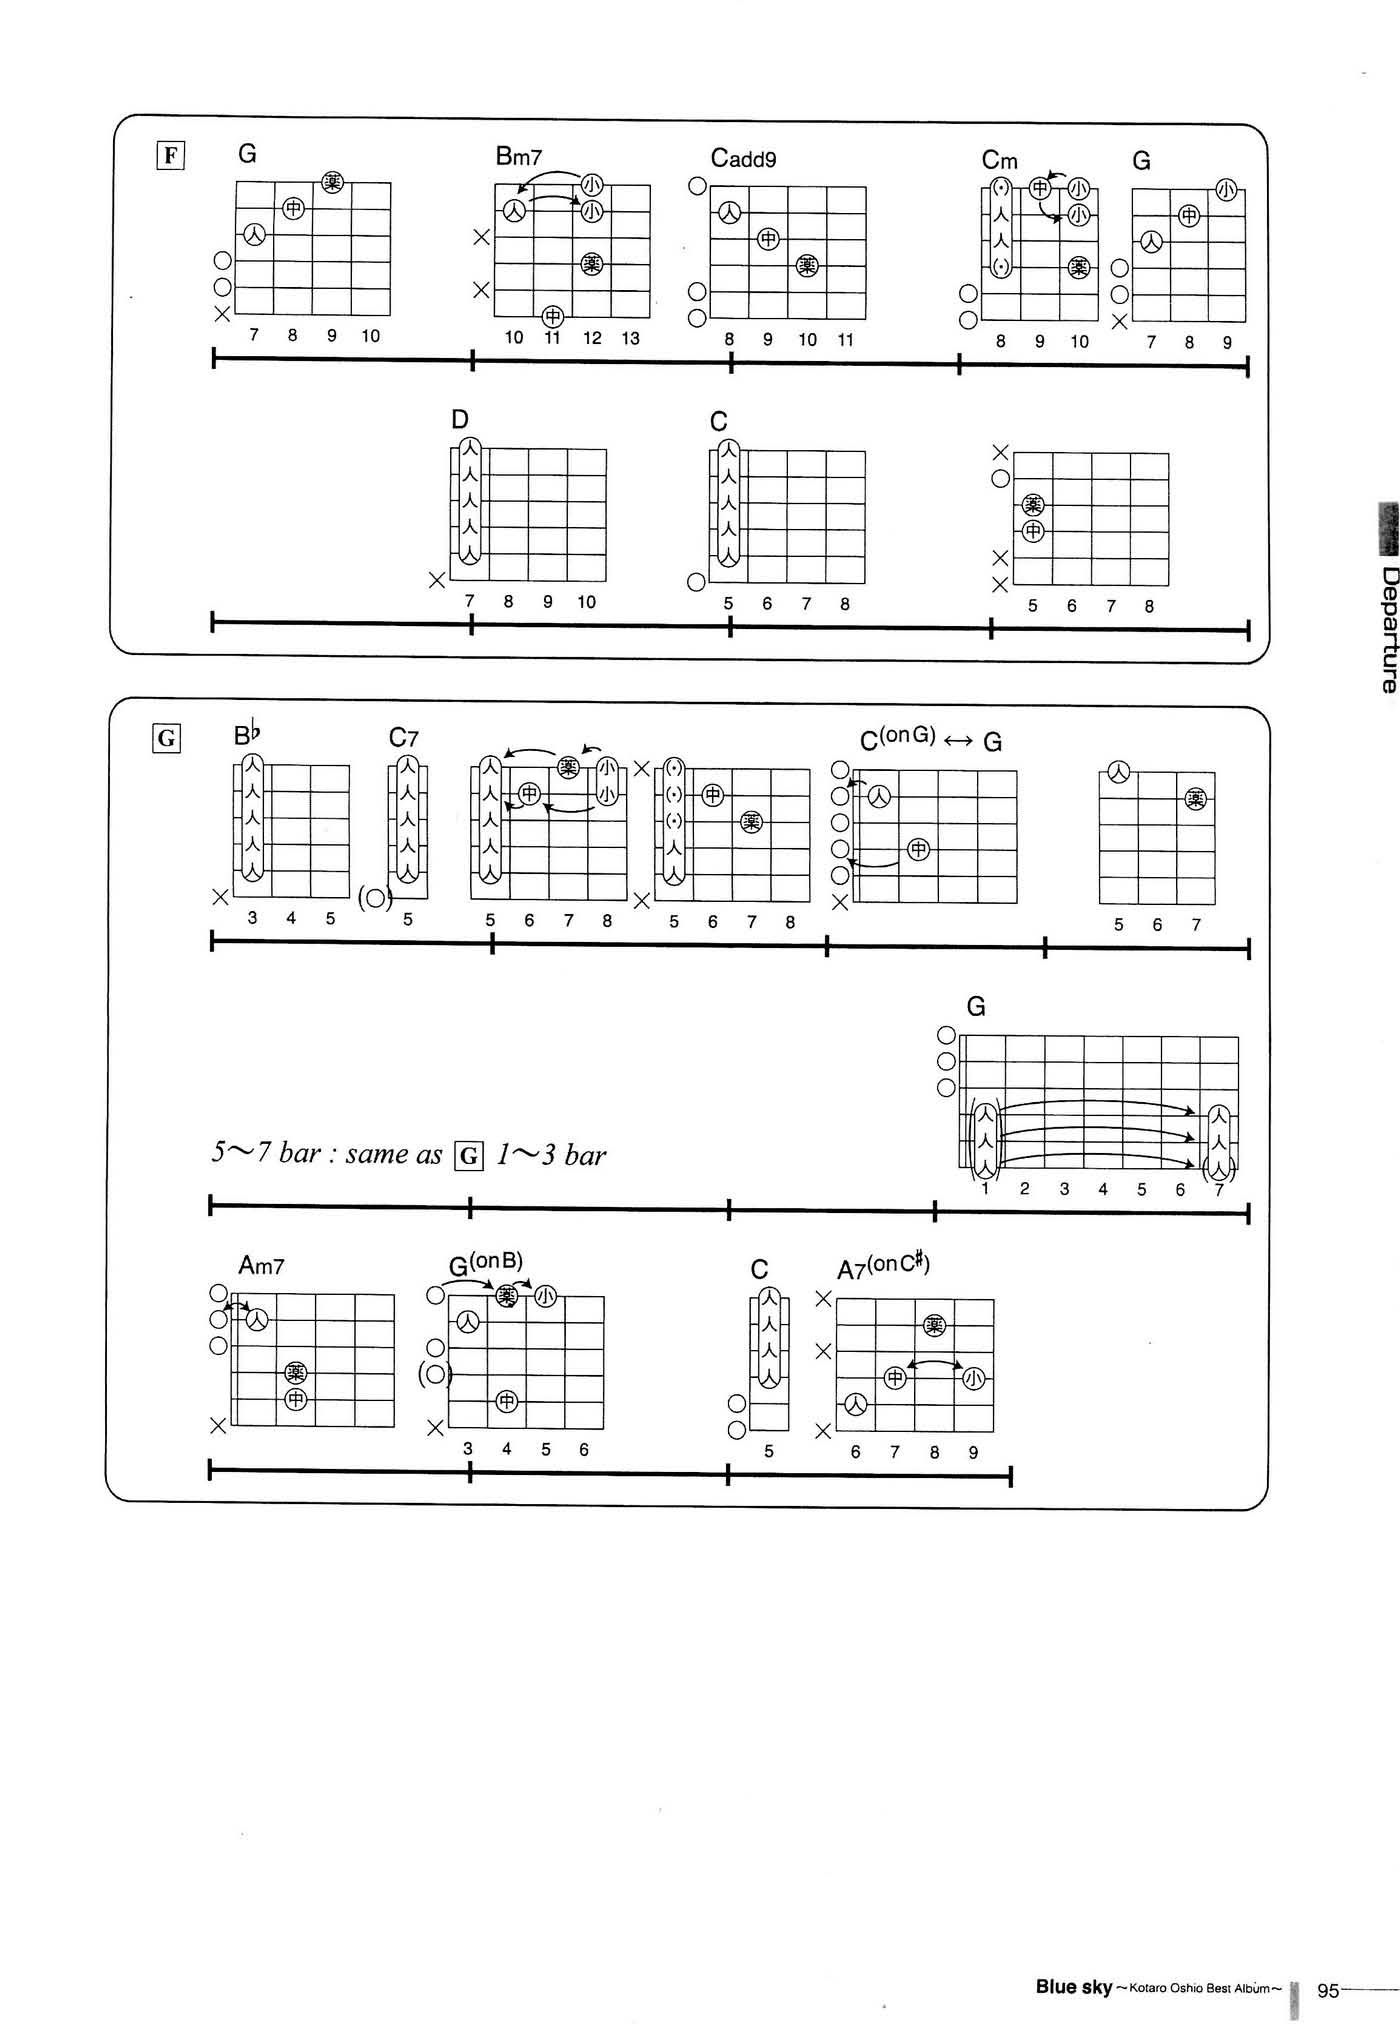 F
G Bm7 Cadd9 Cm G
薬 小 小 中 小 小
中 人 小 人 人 中
人 中 人 人
薬 薬 薬
中
7 8 9 10 10 11 12 13 8 9 10 11 8 9 10 7 8 9
D C
人 人
人 人
人 人 薬
人 人 中
人 人
7 8 9 10 5 6 7 8 5 6 7 8
G
B♭ C7 C(onG) ↔ G
人 人 人 薬 小 人
人 人 人 中 小 中 人 薬
人 人 人 薬
人 人 人 人 中
人 人 人 人
3 4 5 5 5 6 7 8 5 6 7 8 5 6 7
G
人 人
人 人
人 人
1 2 3 4 5 6 7
5～7 bar : same as G 1～3 bar
Am7 G(onB) C A7(onC♯)
薬 小 人
人 人 人 薬
人
薬 人 中 小
中 中 人
3 4 5 6 5 6 7 8 9
Departure
Blue sky ～Kotaro Oshio Best Album～ 95